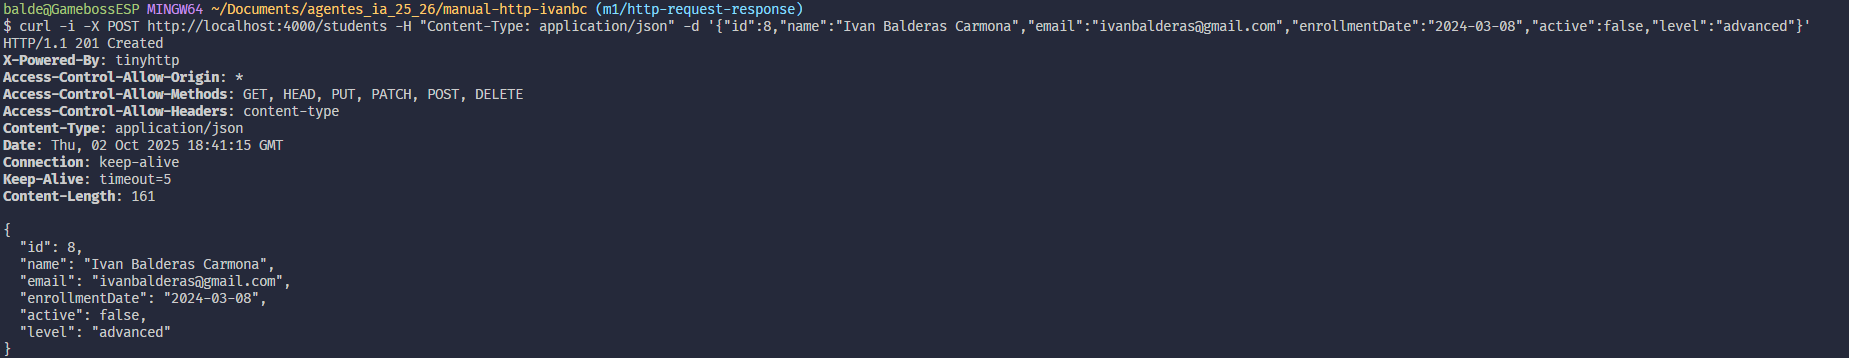 balde@GamebossESP MINGW64 ~/Documents/agentes_ia_25_26/manual-http-ivanbc (m1/http-request-response)
$ curl -i -X POST http://localhost:4000/students -H "Content-Type: application/json" -d '{"id":8,"name":"Ivan Balderas Carmona","email":"ivanbalderas@gmail.com","enrollmentDate":"2024-03-08","active":false,"level":"advanced"}'
HTTP/1.1 201 Created
X-Powered-By: tinyhttp
Access-Control-Allow-Origin: *
Access-Control-Allow-Methods: GET, HEAD, PUT, PATCH, POST, DELETE
Access-Control-Allow-Headers: content-type
Content-Type: application/json
Date: Thu, 02 Oct 2025 18:41:15 GMT
Connection: keep-alive
Keep-Alive: timeout=5
Content-Length: 161

{
  "id": 8,
  "name": "Ivan Balderas Carmona",
  "email": "ivanbalderas@gmail.com",
  "enrollmentDate": "2024-03-08",
  "active": false,
  "level": "advanced"
}